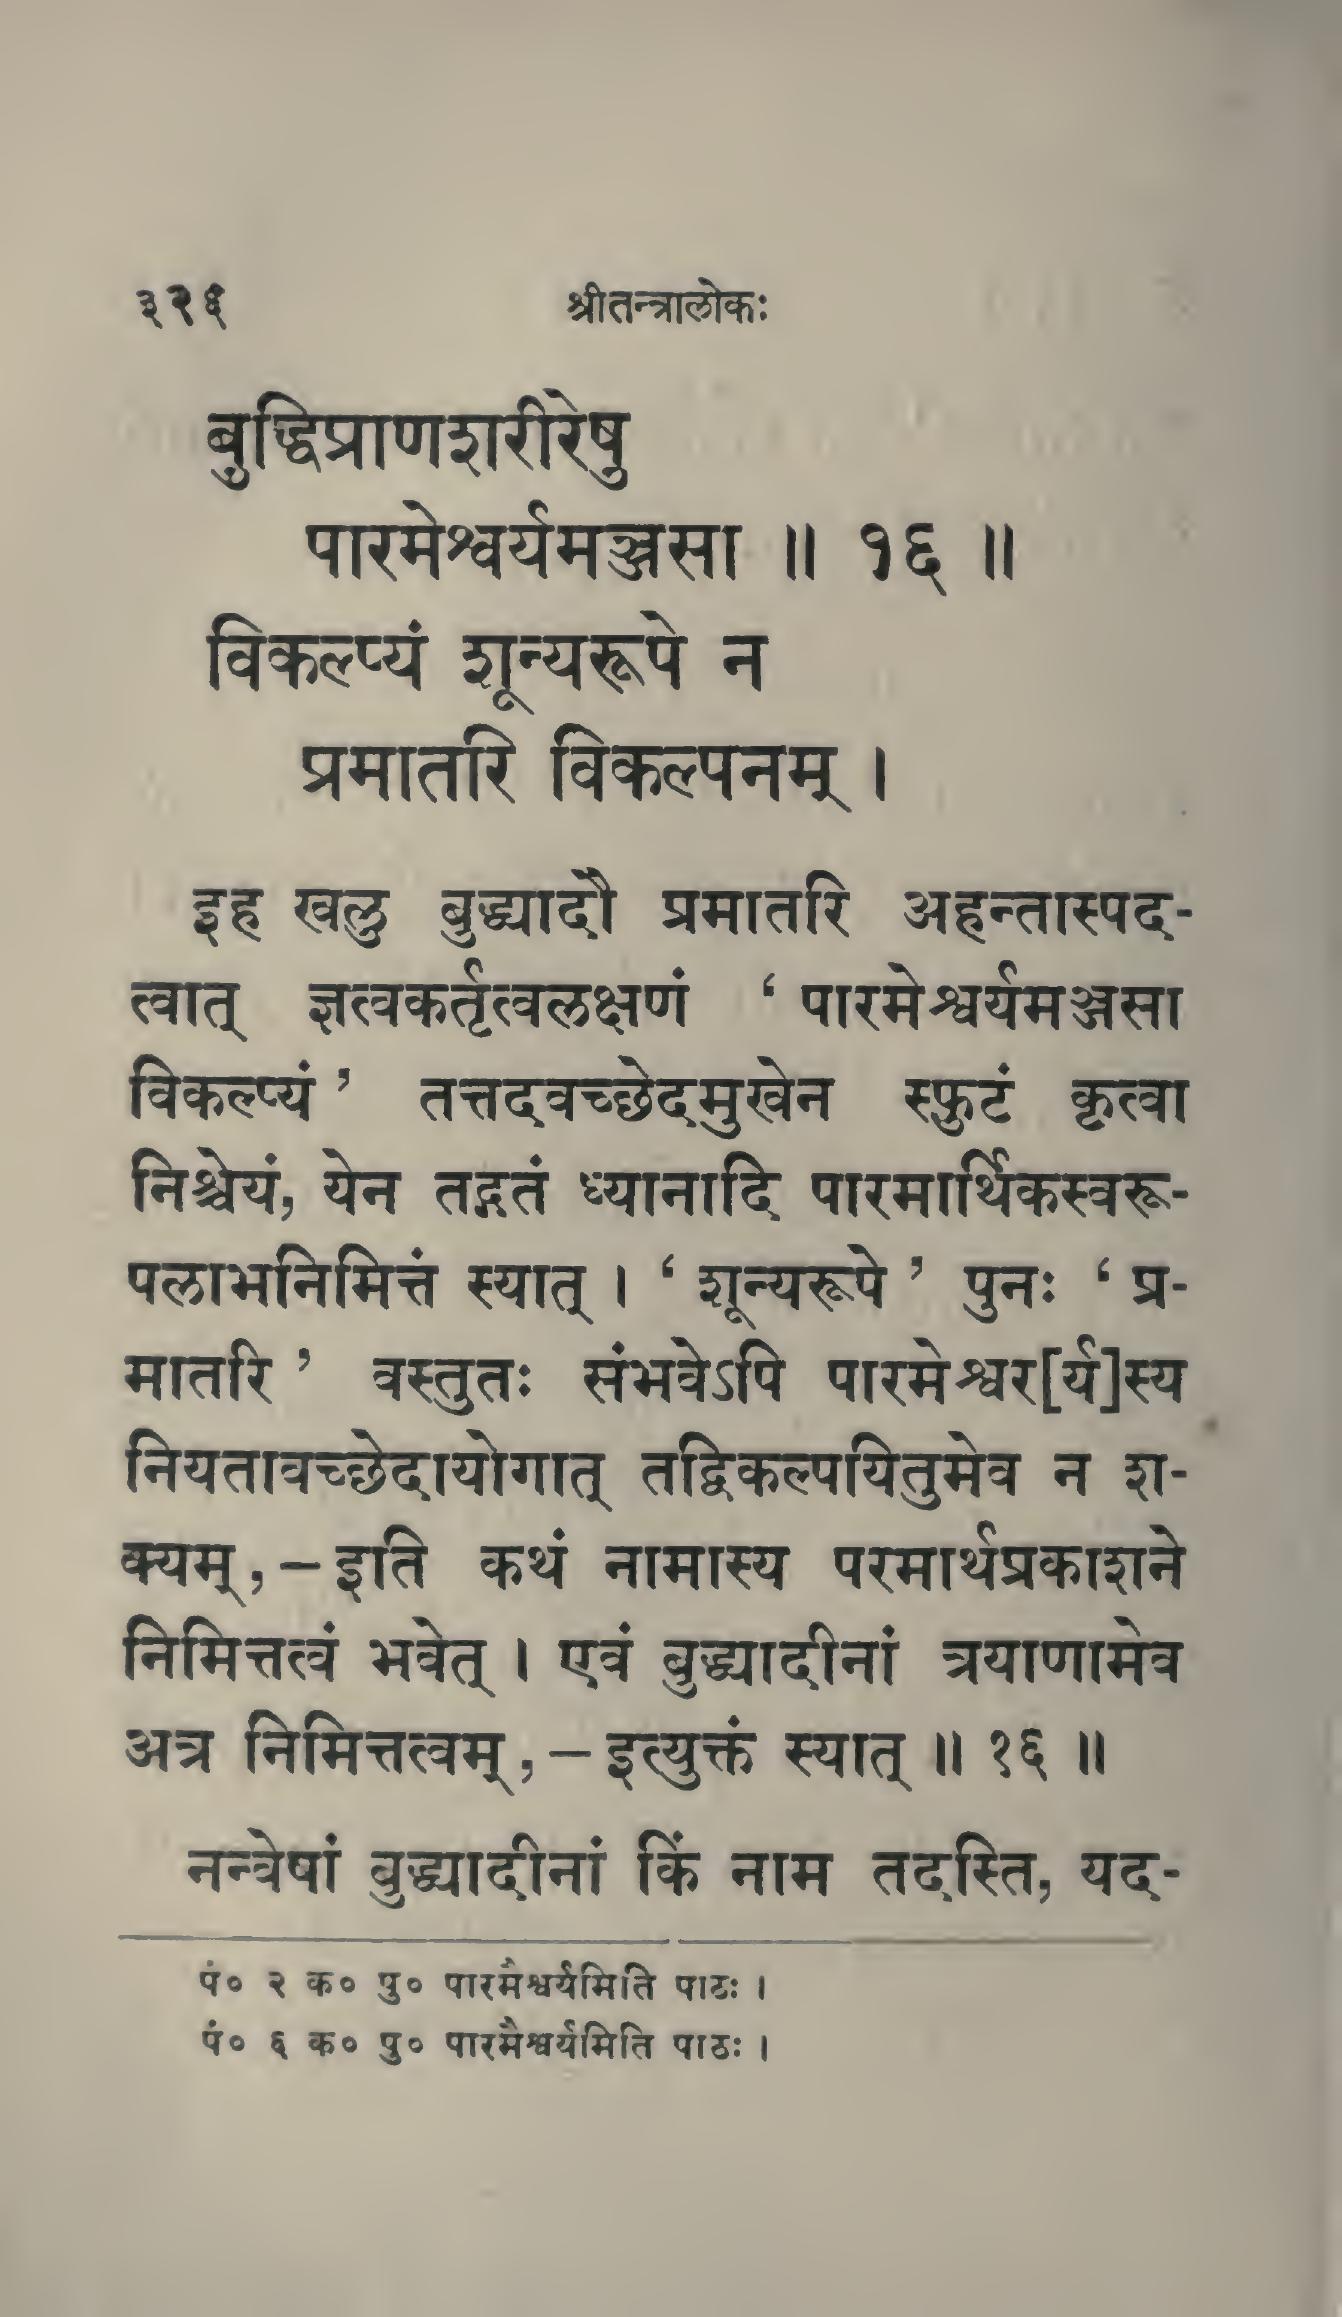 ३२६ श्रीतन्त्रालोकः
बुद्धिप्राणशरीरेषु
पारमेश्वर्यमञ्जसा ॥ १६ ॥
विकल्प्यं शून्यरूपे न
प्रमातरि विकल्पनम् ।
इह खलु बुद्ध्यादौ प्रमातरि अहन्तास्पद-
त्वात् ज्ञत्वकर्तृत्वलक्षणं ‘ पारमेश्वर्यमञ्जसा
विकल्प्यं ’ तत्तदवच्छेदमुखेन स्फुटं कृत्वा
निश्चेयं, येन तद्गतं ध्यानादि पारमार्थिकस्वरू-
पलाभनिमित्तं स्यात् । ‘ शून्यरूपे ’ पुनः ‘ प्र-
मातरि ’ वस्तुतः संभवेऽपि पारमेश्वर[र्य]स्य
नियतावच्छेदायोगात् तद्विकल्पयितुमेव न श-
क्यम्, – इति कथं नामास्य परमार्थप्रकाशने
निमित्तत्वं भवेत् । एवं बुद्ध्यादीनां त्रयाणामेव
अत्र निमित्तत्वम्, – इत्युक्तं स्यात् ॥ १६ ॥
नन्वेषां बुद्ध्यादीनां किं नाम तदस्ति, यद-
पं० २ क० पु० पारमैश्वर्यमिति पाठः ।
पं० ६ क० पु० पारमैश्वर्यमिति पाठः ।